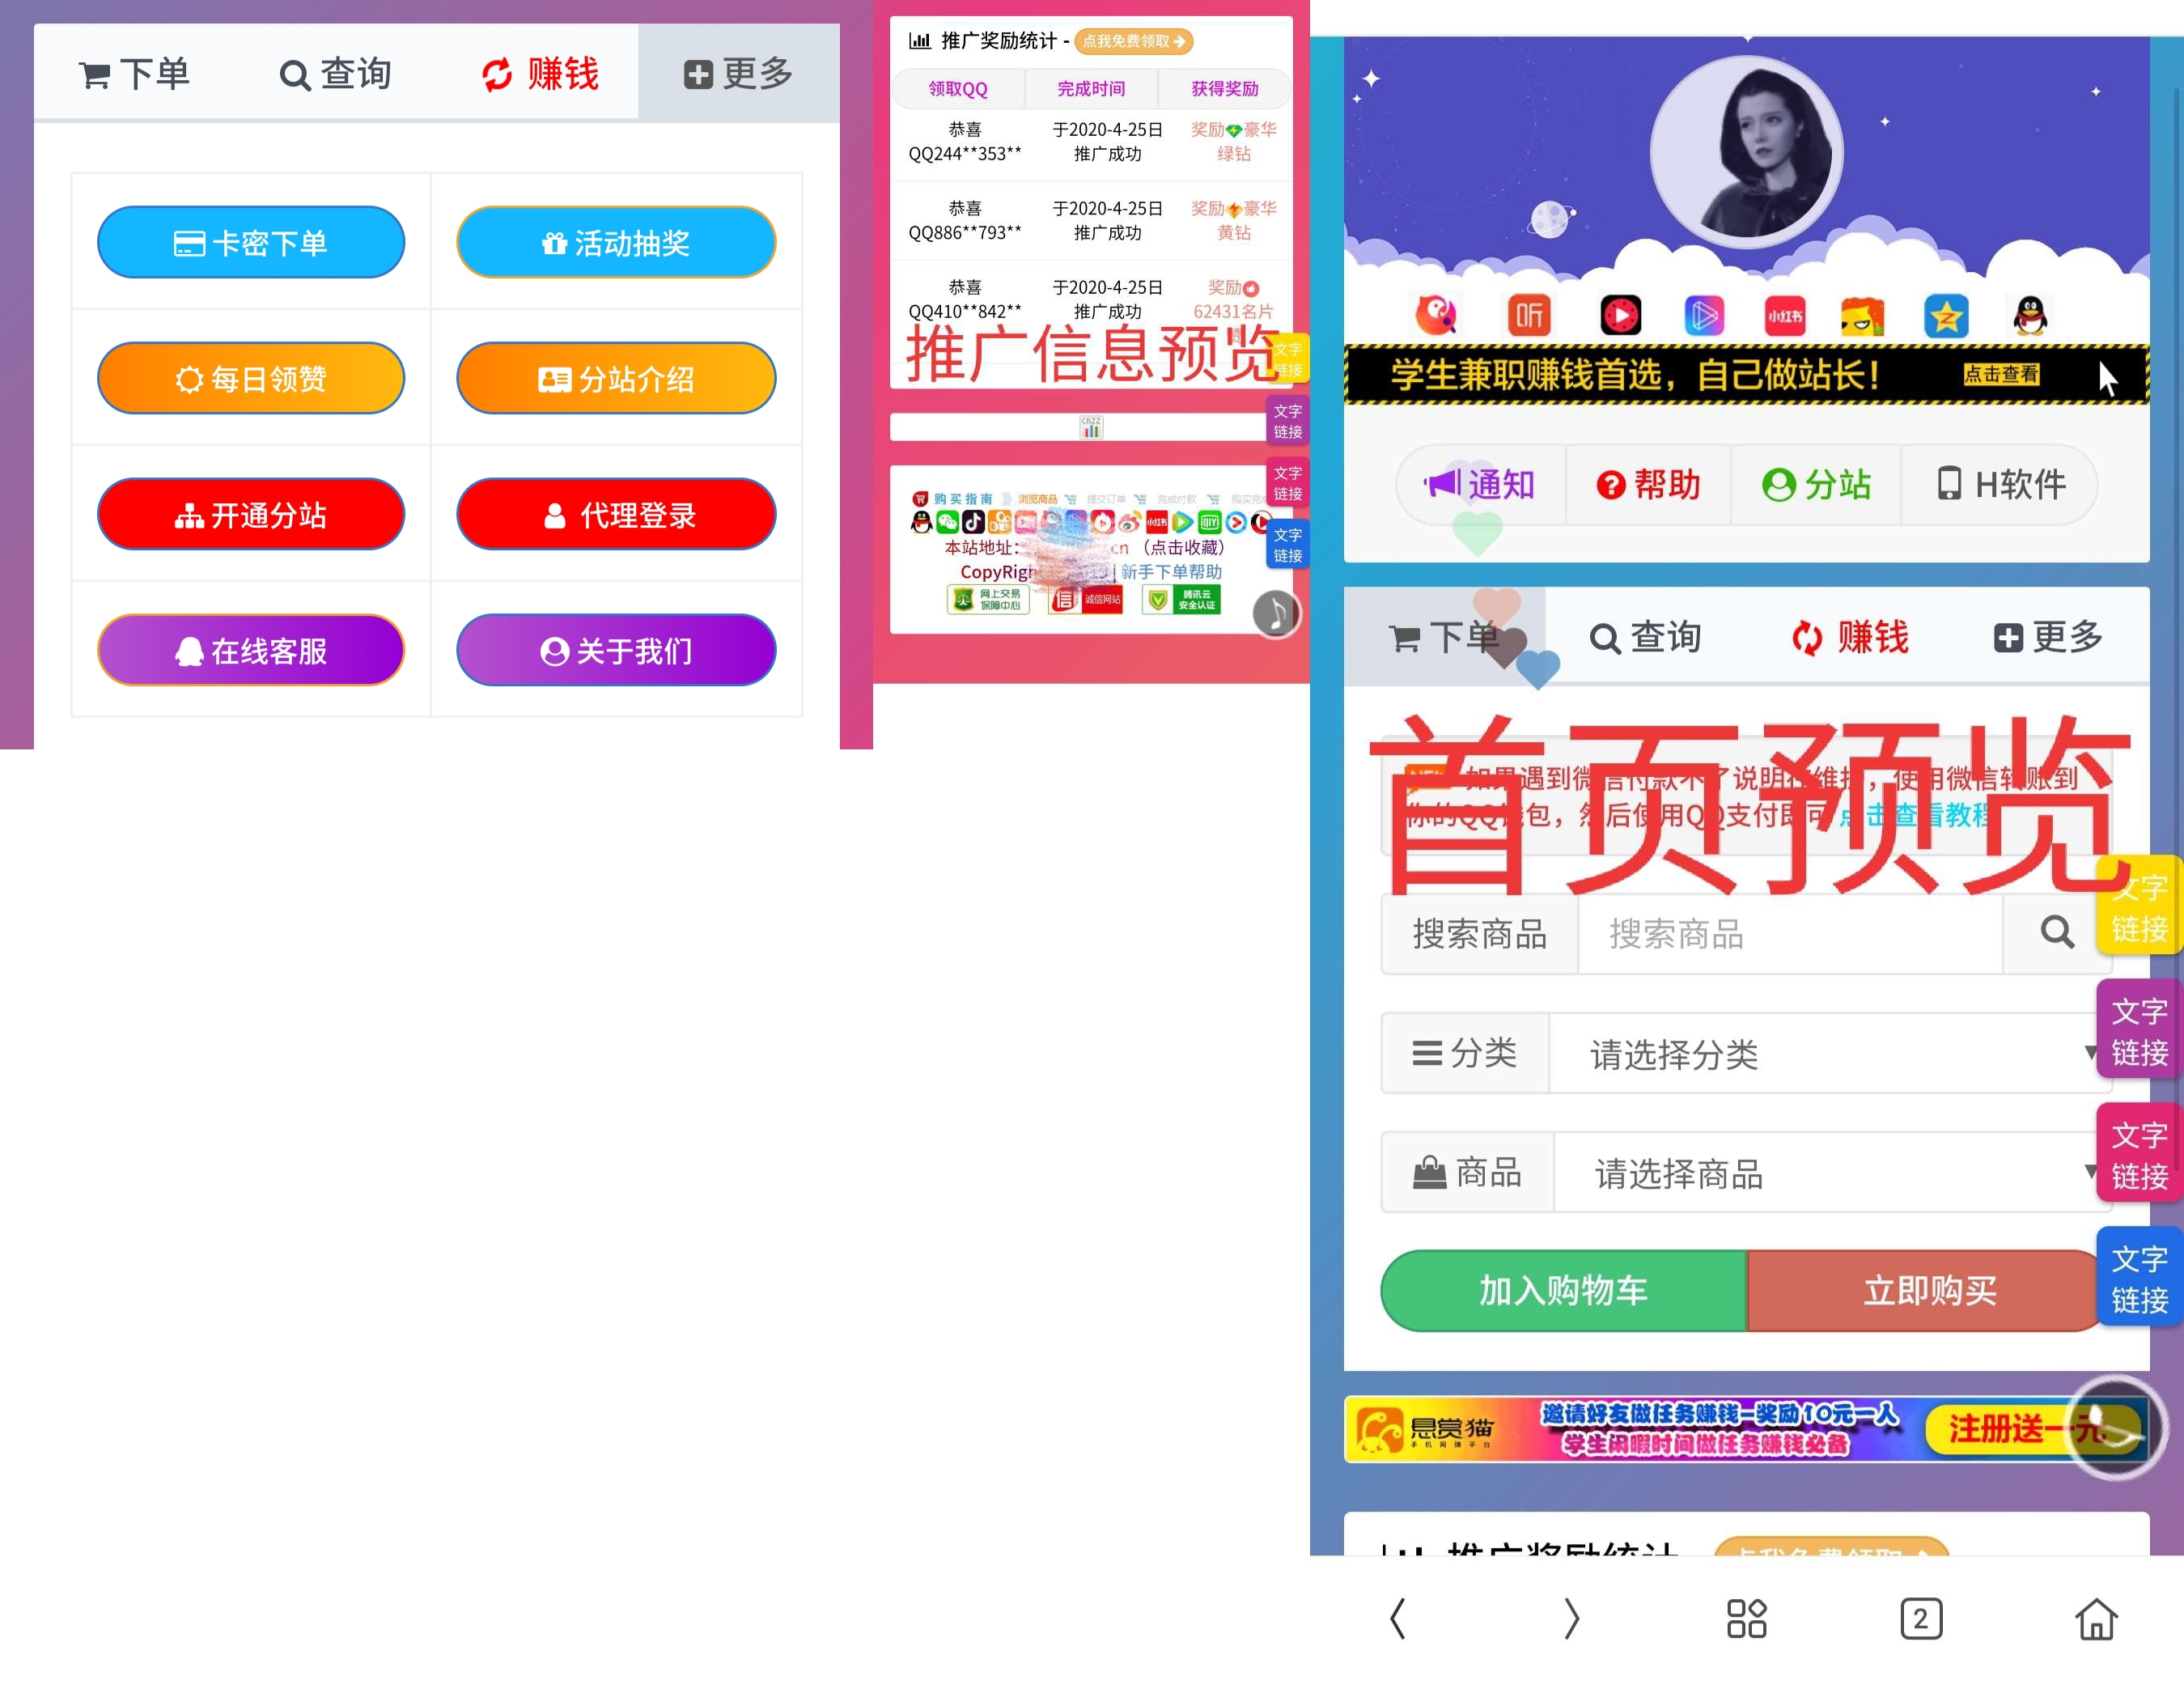 下单
查询
赚钱
更多
卡密下单
活动抽奖
每日领赞
分站介绍
开通分站
代理登录
在线客服
关于我们
推广奖励统计 - 点我免费领取
领取QQ
完成时间
获得奖励
恭喜
QQ244**353**
于2020-4-25日
推广成功
奖励豪华
绿钻
恭喜
QQ886**793**
于2020-4-25日
推广成功
奖励豪华
黄钻
恭喜
QQ410**842**
于2020-4-25日
推广成功
奖励
62431名片
推广信息预览
文字
链接
文字
链接
文字
链接
文字
链接
CNZZ
购买指南
浏览商品
提交订单
完成付款
购买完
小红书
本站地址：
cn （点击收藏）
CopyRigh
新手下单帮助
网上交易
保障中心
信
诚信网站
腾讯云
安全认证
听
小红书
学生兼职赚钱首选，自己做站长！
点击查看
通知
帮助
分站
H软件
下单
查询
赚钱
更多
首页预览
如果遇到微信付款不了说明在维护，使用微信转账到
你的QQ钱包，然后使用QQ支付即可 点击查看教程
搜索商品
搜索商品
分类
请选择分类
商品
请选择商品
加入购物车
立即购买
文字
链接
文字
链接
文字
链接
文字
链接
悬赏猫
手机网赚平台
邀请好友做任务赚钱-奖励10元一人
学生闲暇时间做任务赚钱必备
注册送一元
推广奖励统计
点我免费领取
2